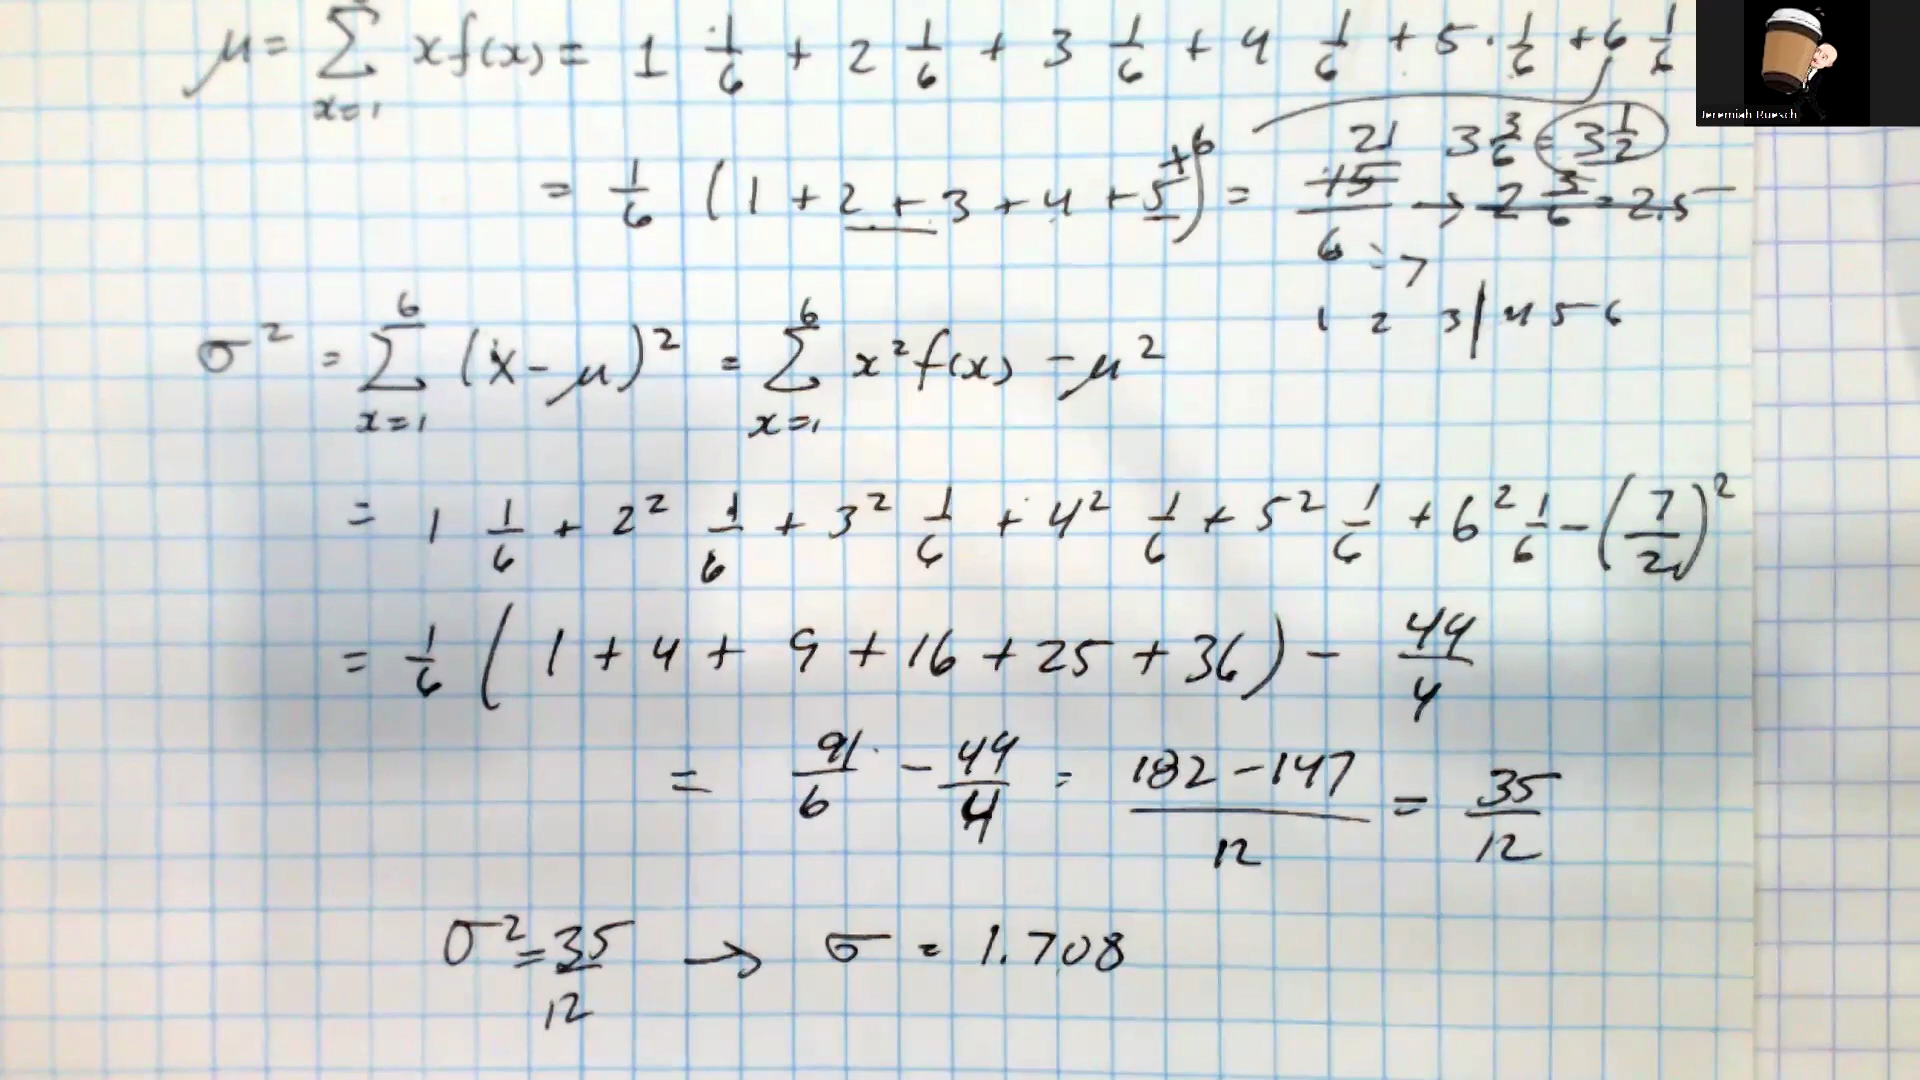 μ = ∑ x=1 x f(x) = 1 1/6 + 2 1/6 + 3 1/6 + 4 1/6 + 5 · 1/6 + 6 1/6
Jeremiah Ruesch
= 1/6 (1 + 2 + 3 + 4 + 5 + 6) = 21/6 3 3/6 = 3 1/2
15 → 2 3/6 = 2.5
÷ 7
1 2 3 | 4 5 6
σ² = ∑ x=1 6 (x - μ)² = ∑ x=1 6 x² f(x) - μ²
= 1 1/6 + 2² 1/6 + 3² 1/6 + 4² 1/6 + 5² 1/6 + 6² 1/6 - (7/2)²
= 1/6 (1 + 4 + 9 + 16 + 25 + 36) - 49/4
= 91/6 - 49/4 = 182 - 147/12 = 35/12
σ² = 35/12 → σ = 1.708